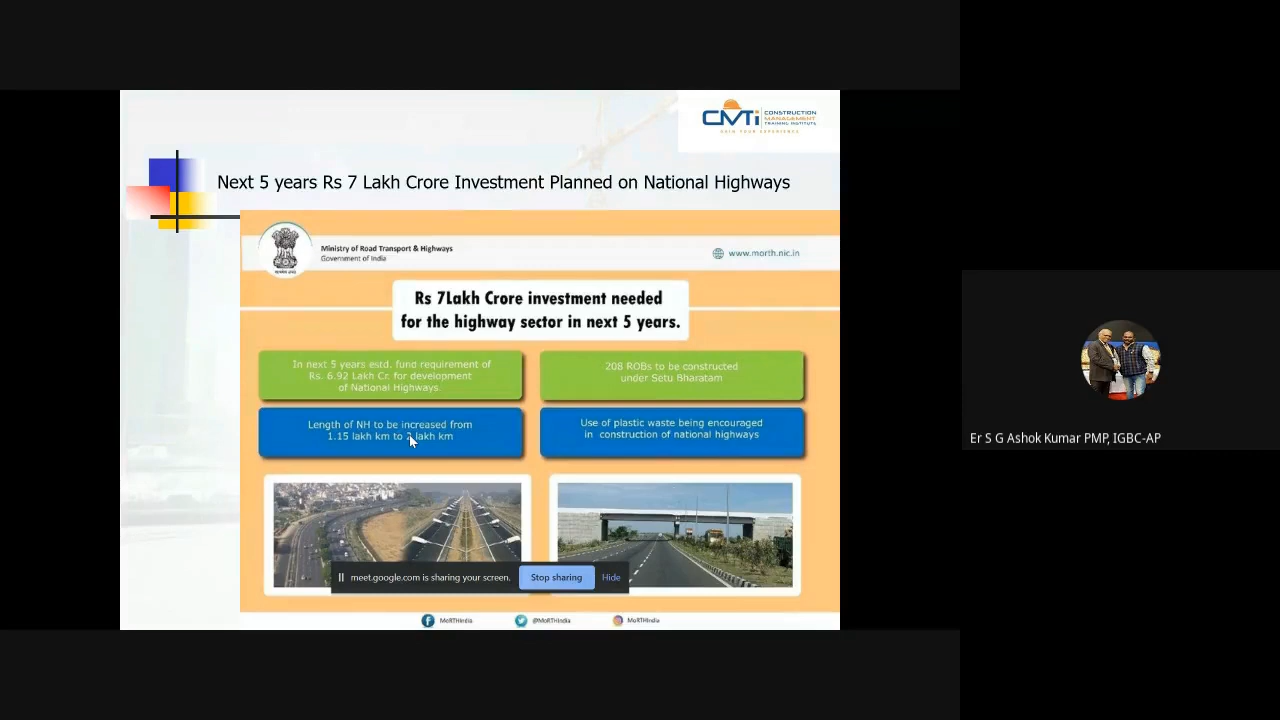 CMTi
CONSTRUCTION
MANAGEMENT
TRAINING INSTITUTE
GAIN YOUR EXPERIENCE
Next 5 years Rs 7 Lakh Crore Investment Planned on National Highways
Ministry of Road Transport & Highways
Government of India
www.morth.nic.in
Rs 7Lakh Crore investment needed
for the highway sector in next 5 years.
In next 5 years estd. fund requirement of
Rs. 6.92 Lakh Cr. for development
of National Highways.
208 ROBs to be constructed
under Setu Bharatam
Length of NH to be increased from
1.15 lakh km to 2 lakh km
Use of plastic waste being encouraged
in construction of national highways
meet.google.com is sharing your screen.
Stop sharing
Hide
MoRTHIndia
@MoRTHIndia
MoRTHIndia
Er S G Ashok Kumar PMP, IGBC-AP